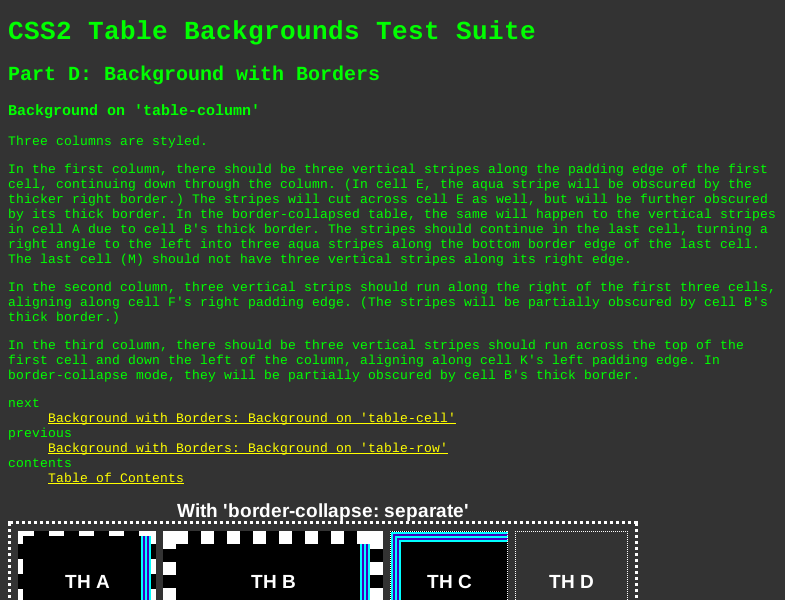 CSS2 Table Backgrounds Test Suite
Part D: Background with Borders
Background on 'table-column'
Three columns are styled.
In the first column, there should be three vertical stripes along the padding edge of the first
cell, continuing down through the column. (In cell E, the aqua stripe will be obscured by the
thicker right border.) The stripes will cut across cell E as well, but will be further obscured
by its thick border. In the border-collapsed table, the same will happen to the vertical stripes
in cell A due to cell B's thick border. The stripes should continue in the last cell, turning a
right angle to the left into three aqua stripes along the bottom border edge of the last cell.
The last cell (M) should not have three vertical stripes along its right edge.
In the second column, three vertical strips should run along the right of the first three cells,
aligning along cell F's right padding edge. (The stripes will be partially obscured by cell B's
thick border.)
In the third column, there should be three vertical stripes should run across the top of the
first cell and down the left of the column, aligning along cell K's left padding edge. In
border-collapse mode, they will be partially obscured by cell B's thick border.
next
Background with Borders: Background on 'table-cell'
previous
Background with Borders: Background on 'table-row'
contents
Table of Contents
With 'border-collapse: separate'
TH A TH B TH C TH D